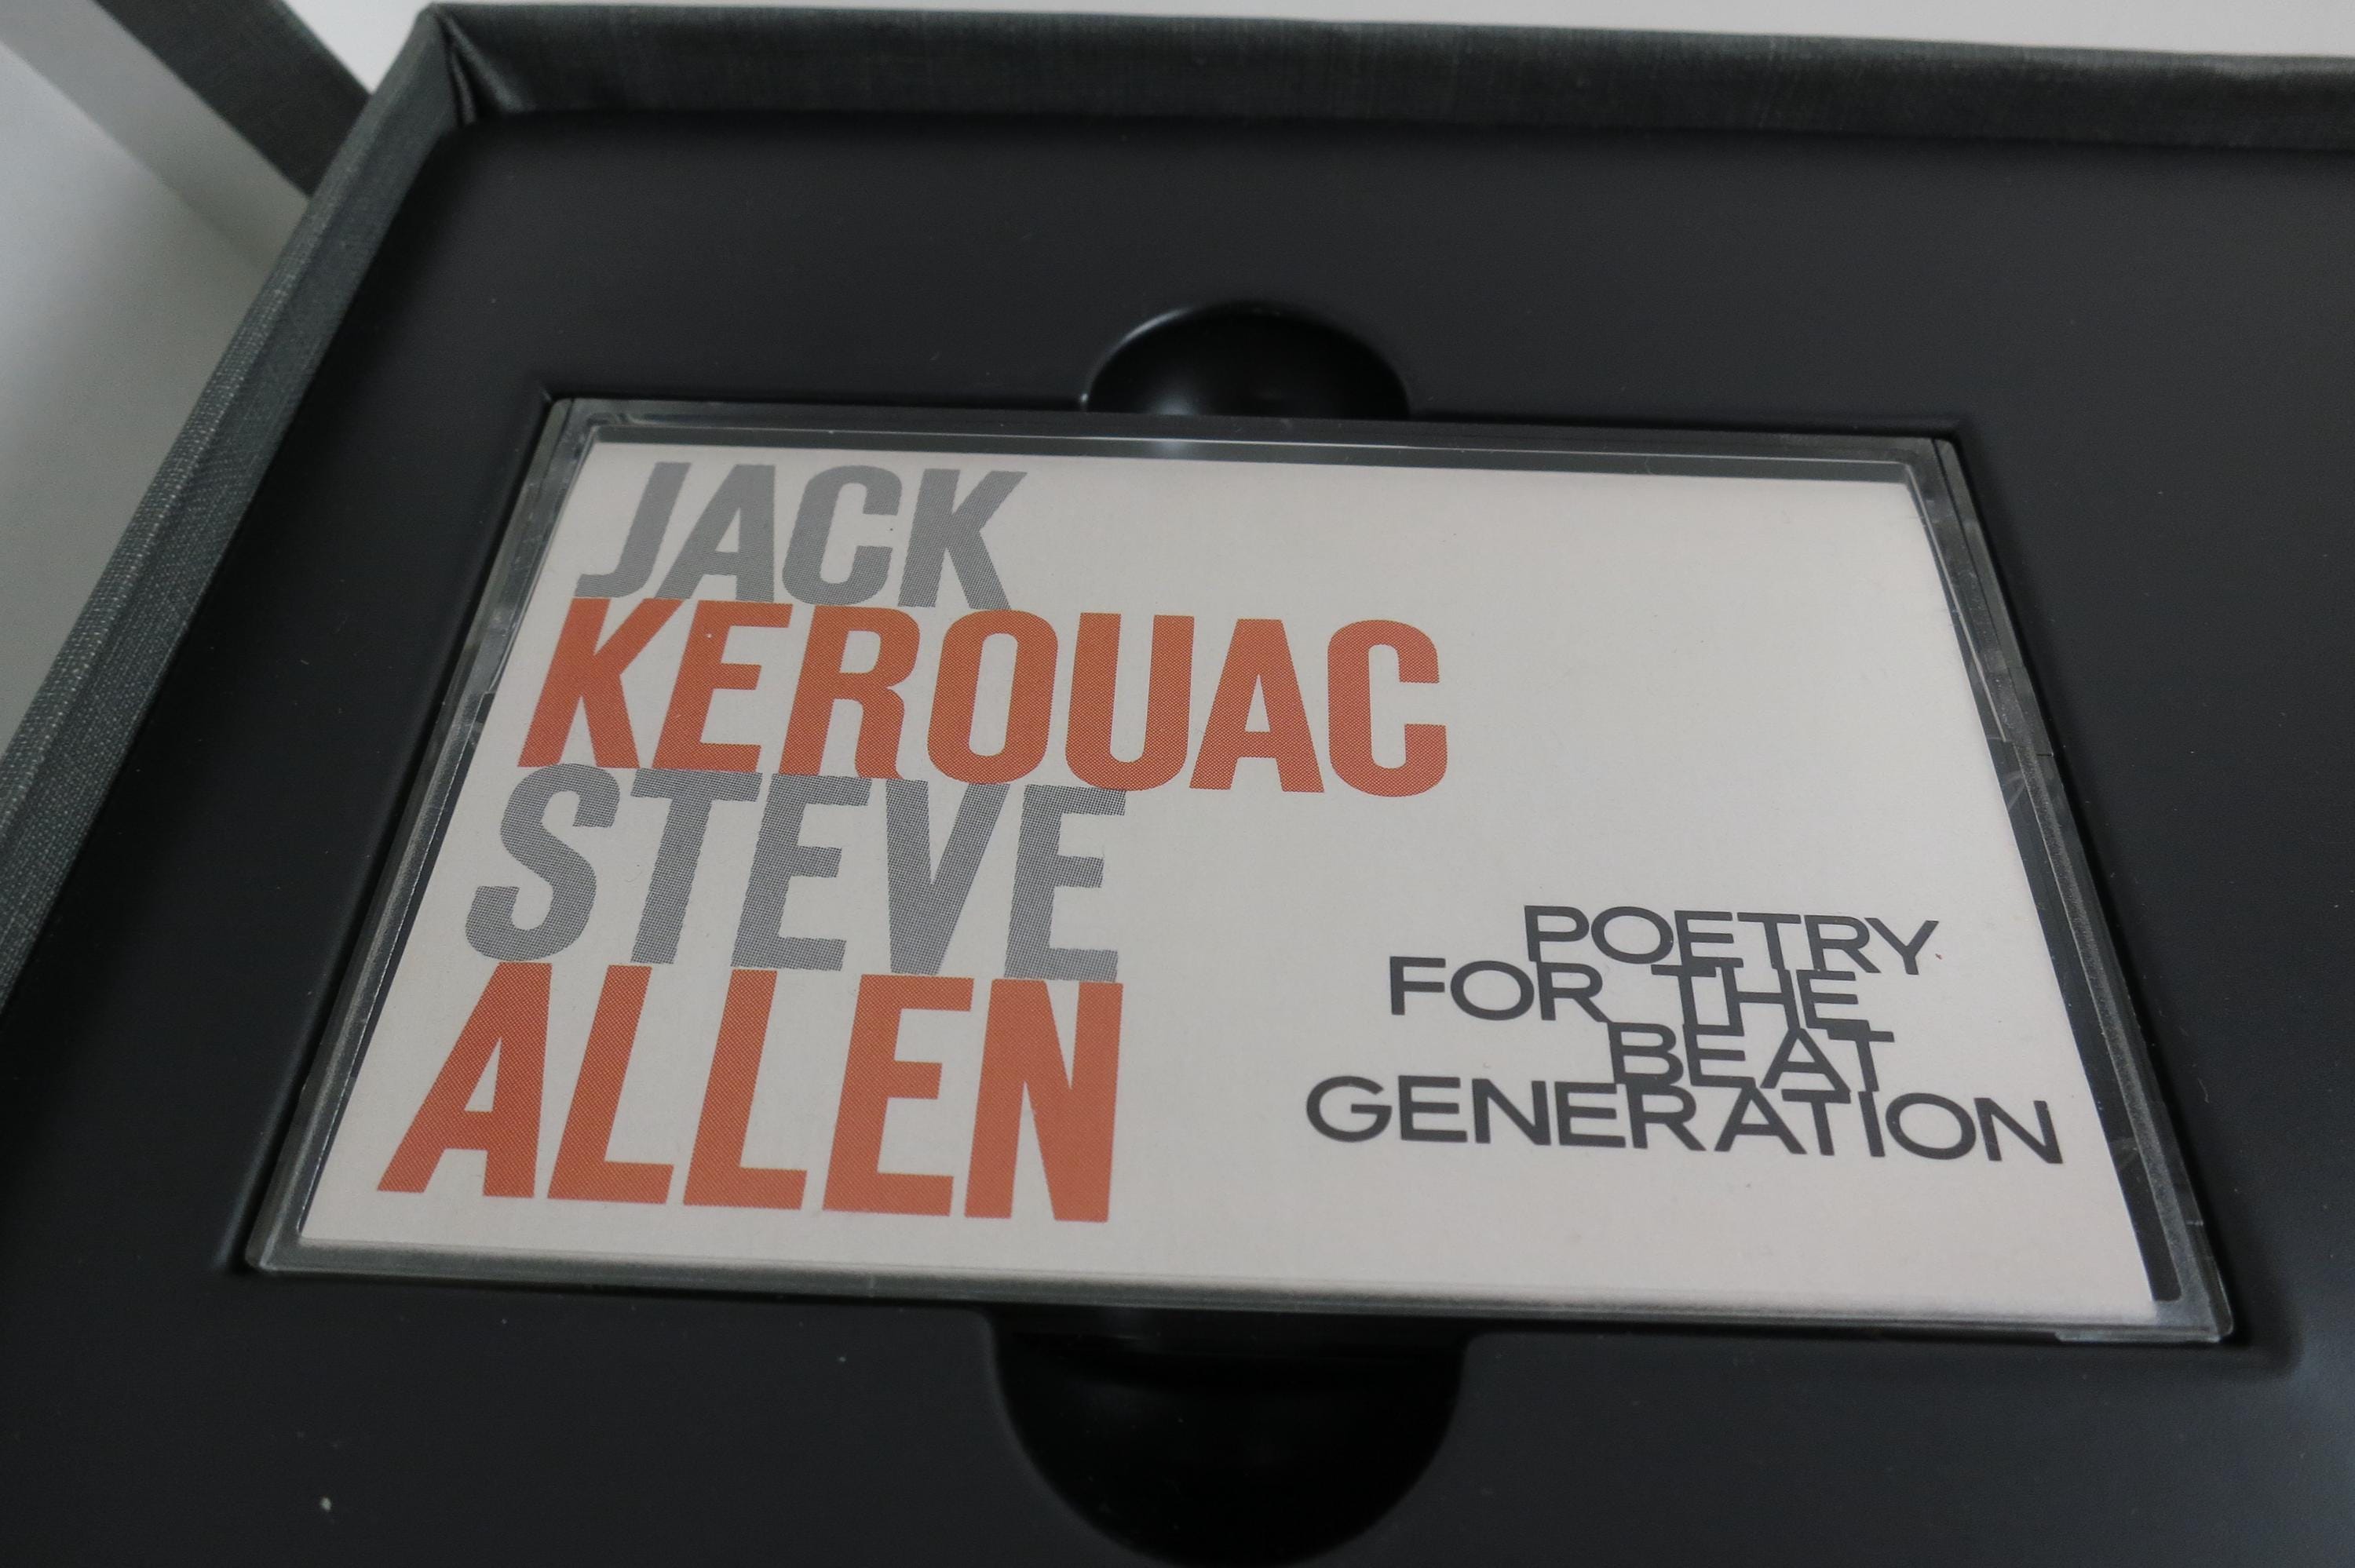 JACK
KEROUAC
STEVE
ALLEN
POETRY
FOR THE
BEAT
GENERATION